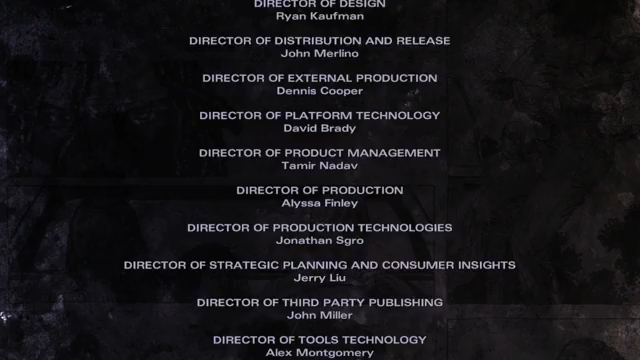 DIRECTOR OF DESIGN
Ryan Kaufman
DIRECTOR OF DISTRIBUTION AND RELEASE
John Merlino
DIRECTOR OF EXTERNAL PRODUCTION
Dennis Cooper
DIRECTOR OF PLATFORM TECHNOLOGY
David Brady
DIRECTOR OF PRODUCT MANAGEMENT
Tamir Nadav
DIRECTOR OF PRODUCTION
Alyssa Finley
DIRECTOR OF PRODUCTION TECHNOLOGIES
Jonathan Sgro
DIRECTOR OF STRATEGIC PLANNING AND CONSUMER INSIGHTS
Jerry Liu
DIRECTOR OF THIRD PARTY PUBLISHING
John Miller
DIRECTOR OF TOOLS TECHNOLOGY
Alex Montgomery